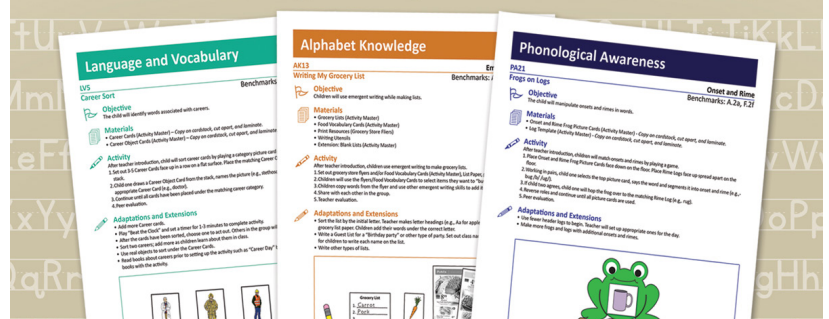 Language and Vocabulary
LV5
Benchmarks
Career Sort
Objective
The child will identify words associated with careers.
Materials
• Career Cards (Activity Master) – Copy on cardstock, cut apart, and laminate.
• Career Object Cards (Activity Master) – Copy on cardstock, cut apart, and laminate.
Activity
After teacher introduction, child will sort career cards by playing a category picture card
1. Set out 3-5 Career Cards face up in a row on a flat surface. Place the matching Career O
stack.
2. Child one draws a Career Object Card from the stack, names the picture (e.g.,
appropriate Career Card (e.g., doctor).
3. Continue until all cards have been placed under the matching career category.
4. Peer evaluation.
Adaptations and Extensions
• Add more Career cards.
• Play "Beat the Clock" and set a timer for 1-3 minutes to complete activity.
• After the cards have been sorted, choose one to act out. Others in the group will
• Sort two careers; add more as children learn about them in class.
• Use real objects to sort under the Career Cards.
• Read books about careers prior to setting up the activity such as "Career Day"
books with the activity.
Alphabet Knowledge
AK13
Em
Writing My Grocery List
Benchmarks:
Objective
Children will use emergent writing while making lists.
Materials
• Grocery Lists (Activity Master)
• Food Vocabulary Cards (Activity Master)
• Print Resources (Grocery Store Fliers)
• Writing Utensils
• Extension: Blank Lists (Activity Master)
Activity
After teacher introduction, children use emergent writing to make grocery lists.
1. Set out grocery store flyers and/or Food Vocabulary Cards (Activity Master), List Paper,
2. Children will use the flyers/Food Vocabulary Cards to select items they want to "bu
3. Children copy words from the flyer and use other emergent writing skills to add
4. Share with each other in the group.
5. Teacher evaluation.
Adaptations and Extensions
• Sort the list by the initial letter. Teacher makes letter headings (e.g., Aa for
grocery list paper. Children add their words under the correct letter.
• Write a Guest List for a "Birthday party" or other type of party. Set out class
for children to write each name on the list.
• Write other types of lists.
Grocery List
1. Carrot
2. Pork
Phonological Awareness
PA21
Onset and Rime
Frogs on Logs
Benchmarks: A.2a, F.2f
Objective
The child will manipulate onsets and rimes in words.
Materials
• Onset and Rime Frog Picture Cards (Activity Master) - Copy on cardstock, cut apart, and laminate.
• Log Template (Activity Master) - Copy on cardstock, cut apart, and laminate.
Activity
After teacher introduction, children will match onsets and rimes by playing a game.
1. Place Onset and Rime Frog Picture Cards face down on the floor. Place Rime Logs face up spread apart on the
floor.
2. Working in pairs, child one selects the top picture card, says the word and segments it into onset and rime (e.g.,-
bug /b/ /ug/).
3. If child two agrees, child one will hop the frog over to the matching Rime Log (e.g., rug).
4. Reverse roles and continue until all picture cards are used.
5. Peer evaluation.
Adaptations and Extensions
• Use fewer header logs to begin. Teacher will set up appropriate ones for the day.
• Make more frogs and logs with additional onsets and rimes.